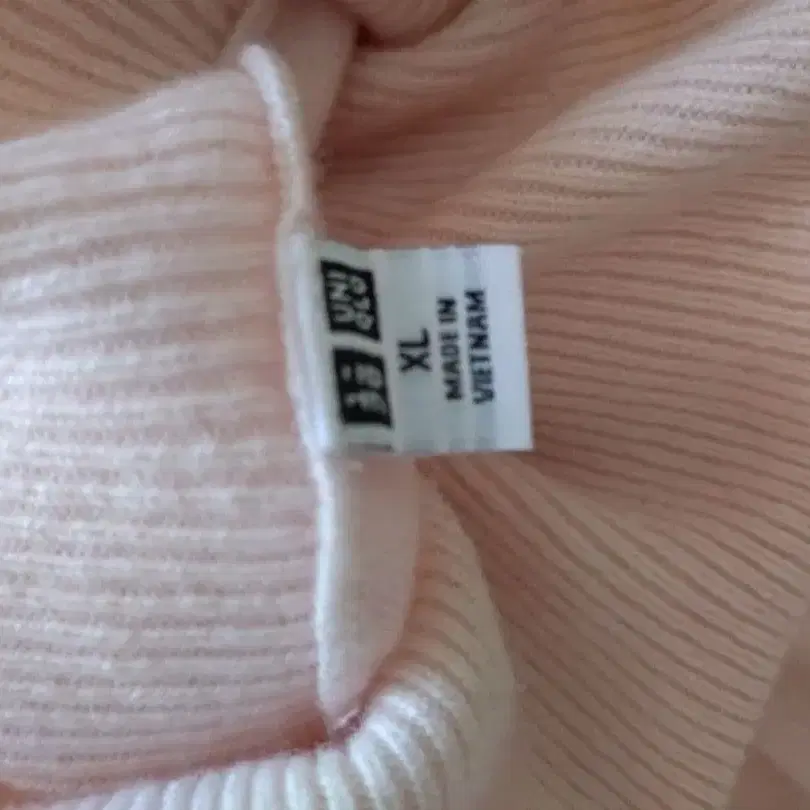 ユニ
クロ
UNI
QLO
XL
MADE IN
VIETNAM